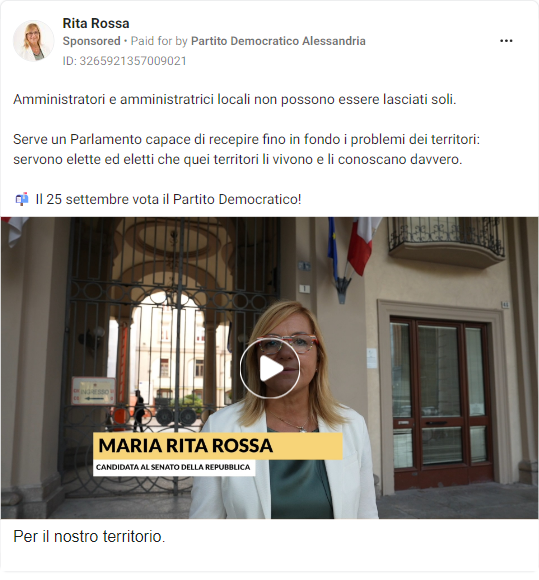 Rita Rossa
Sponsored • Paid for by Partito Democratico Alessandria
ID: 3265921357009021
Amministratori e amministratrici locali non possono essere lasciati soli.
Serve un Parlamento capace di recepire fino in fondo i problemi dei territori:
servono elette ed eletti che quei territori li vivono e li conoscano davvero.
📬 Il 25 settembre vota il Partito Democratico!
MARIA RITA ROSSA
CANDIDATA AL SENATO DELLA REPUBBLICA
Per il nostro territorio.